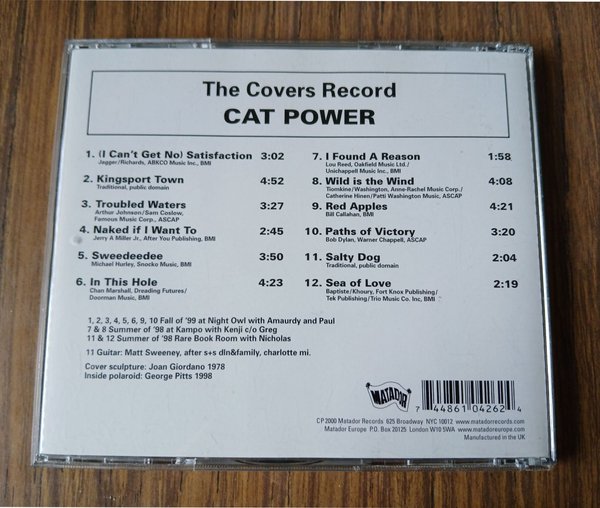 The Covers Record
CAT POWER
1. (I Can't Get No) Satisfaction 3:02
Jagger/Richards, ABKCO Music Inc., BMI
2. Kingsport Town 4:52
Traditional, public domain
3. Troubled Waters 3:27
Arthur Johnson/Sam Coslow,
Famous Music Corp., ASCAP
4. Naked if I Want To 2:45
Jerry A Miller Jr., After You Publishing, BMI
5. Sweedeedee 3:50
Michael Hurley, Snocko Music, BMI
6. In This Hole 4:23
Chan Marshall, Dreading Futures/
Doorman Music, BMI
7. I Found A Reason 1:58
Lou Reed, Oakfield Music Ltd./
Unichappell Music Inc., BMI
8. Wild is the Wind 4:08
Tiomkine/Washington, Anne-Rachel Music Corp./
Catherine Hinen/Patti Washington Music, ASCAP
9. Red Apples 4:21
Bill Callahan, BMI
10. Paths of Victory 3:20
Bob Dylan, Warner Chappell, ASCAP
11. Salty Dog 2:04
Traditional, public domain
12. Sea of Love 2:19
Baptiste/Khoury, Fort Knox Publishing/
Tek Publishing/Trio Music Co. Inc, BMI
1, 2, 3, 4, 5, 6, 9, 10 Fall of '99 at Night Owl with Amaurdy and Paul
7 & 8 Summer of '98 at Kampo with Kenji c/o Greg
11 & 12 Summer of '98 Rare Book Room with Nicholas
11 Guitar: Matt Sweeney, after s+s dln&family, charlotte mi.
Cover sculpture: Joan Giordano 1978
Inside polaroid: George Pitts 1998
MATADOR
7 44861 04262 4
CP 2000 Matador Records 625 Broadway NYC 10012 www.matadorrecords.com
Matador Europe P.O. Box 20125 London W10 5WA www.matadoreurope.com
Manufactured in the UK